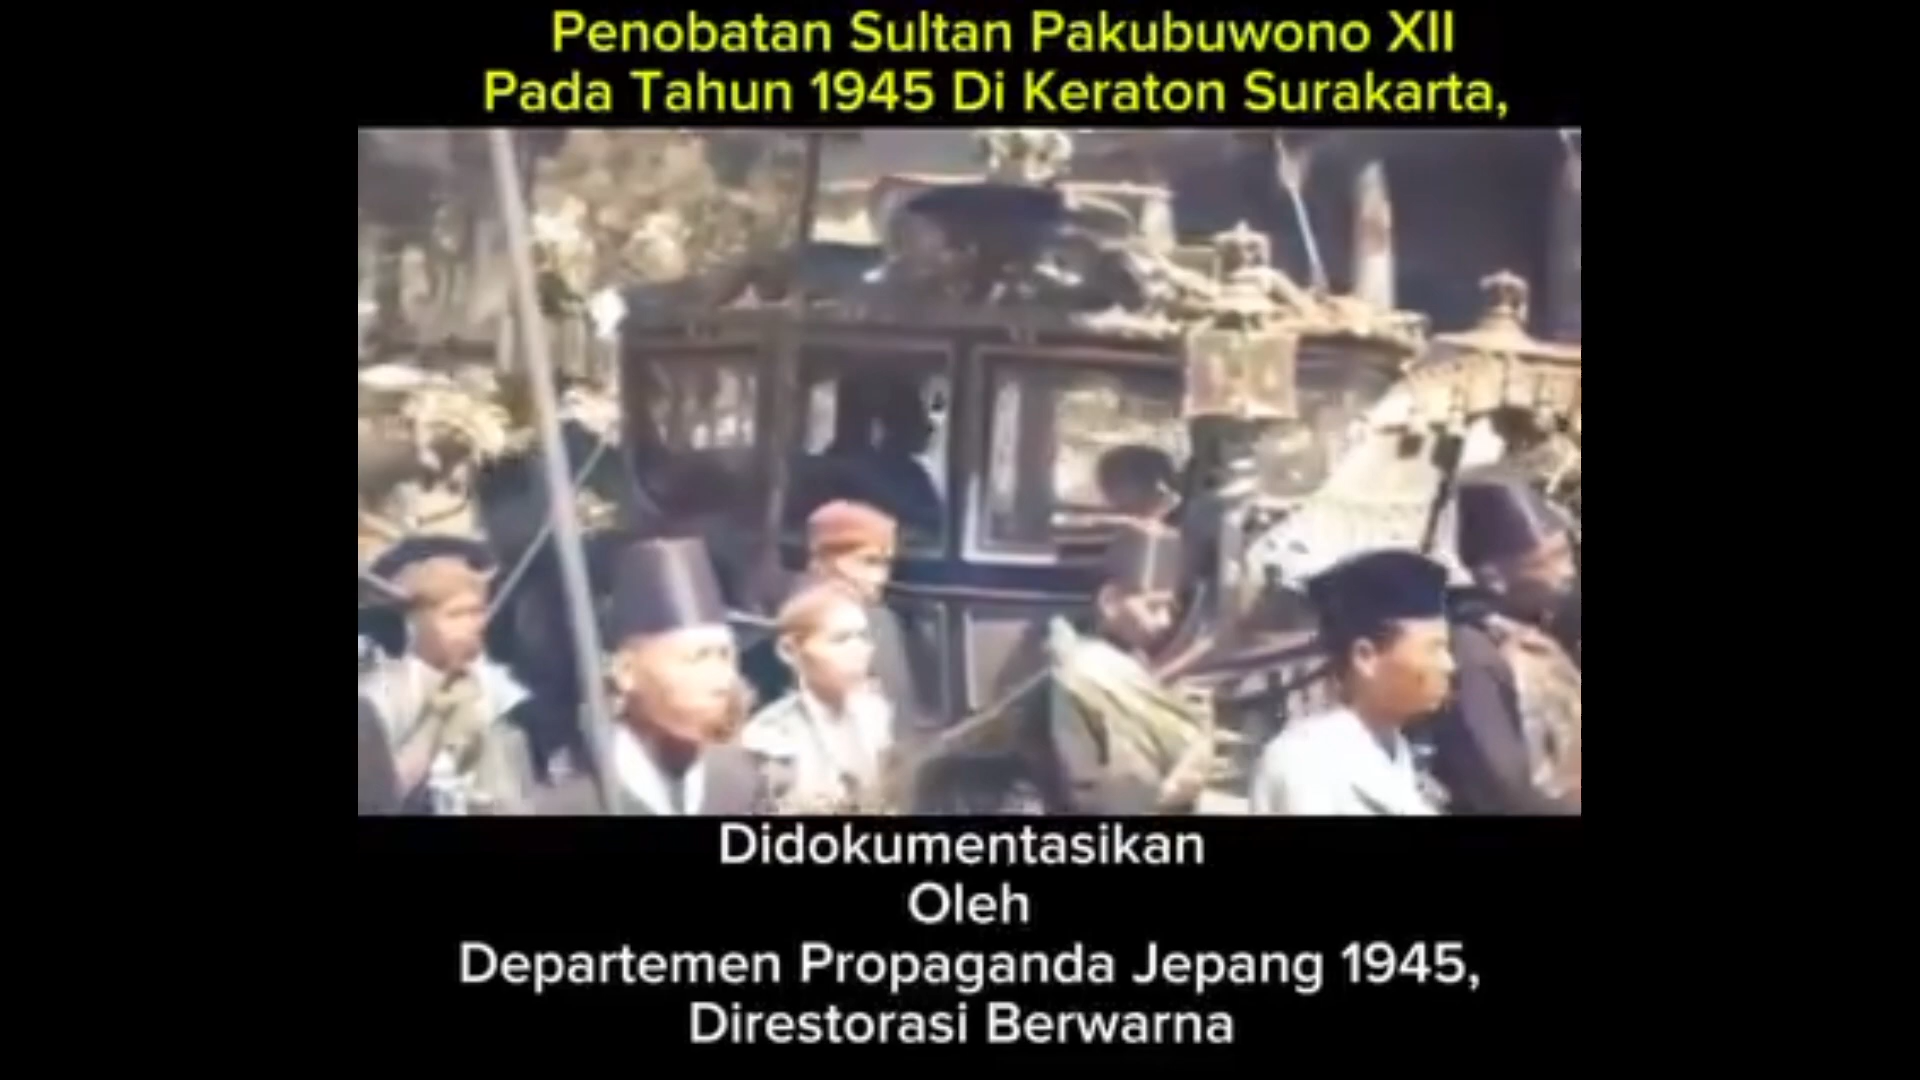 Penobatan Sultan Pakubuwono XII
Pada Tahun 1945 Di Keraton Surakarta,
Didokumentasikan
Oleh
Departemen Propaganda Jepang 1945,
Direstorasi Berwarna